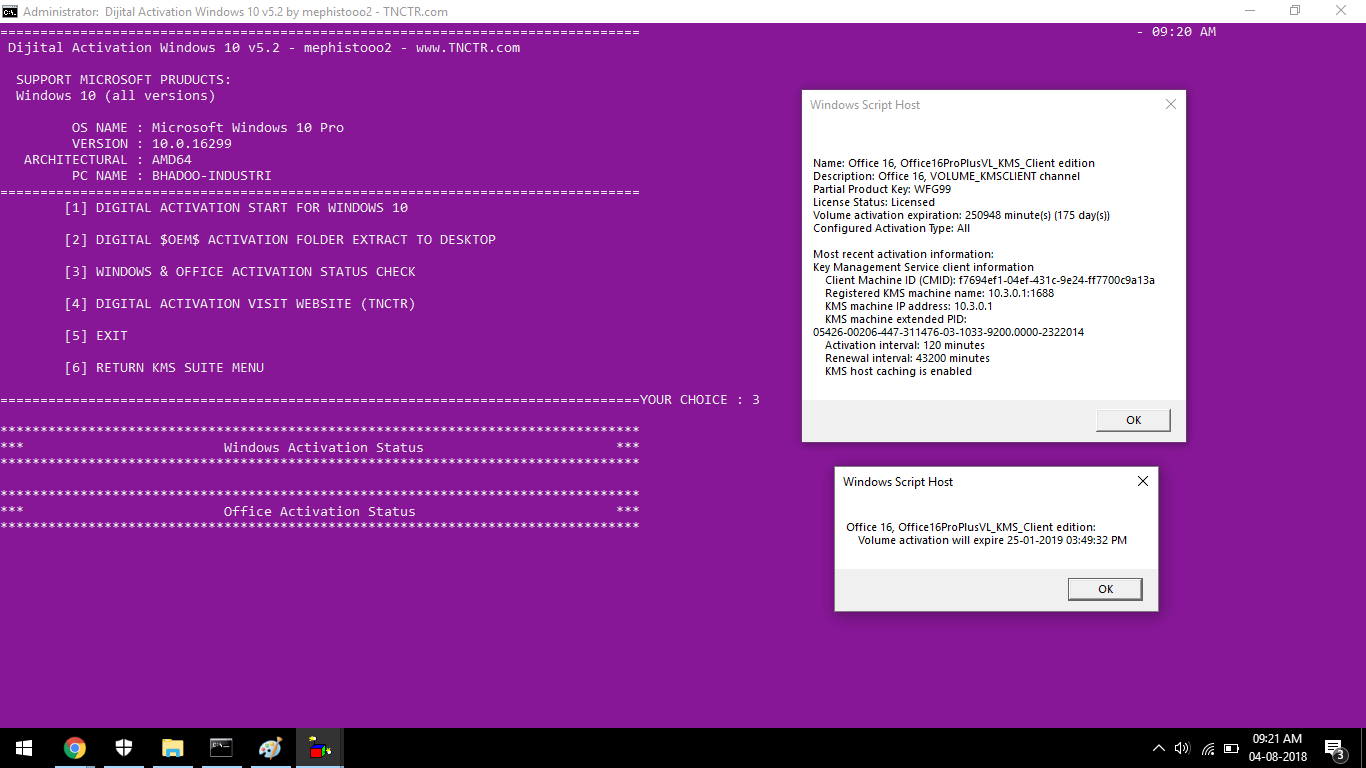 Administrator:  Dijital Activation Windows 10 v5.2 by mephistooo2 - TNCTR.com
================================================================================
- 09:20 AM
Dijital Activation Windows 10 v5.2 - mephistooo2 - www.TNCTR.com
SUPPORT MICROSOFT PRUDUCTS:
Windows 10 (all versions)
OS NAME : Microsoft Windows 10 Pro
VERSION : 10.0.16299
ARCHITECTURAL : AMD64
PC NAME : BHADOO-INDUSTRI
================================================================================
[1] DIGITAL ACTIVATION START FOR WINDOWS 10
[2] DIGITAL $OEM$ ACTIVATION FOLDER EXTRACT TO DESKTOP
[3] WINDOWS & OFFICE ACTIVATION STATUS CHECK
[4] DIGITAL ACTIVATION VISIT WEBSITE (TNCTR)
[5] EXIT
[6] RETURN KMS SUITE MENU
================================================================================YOUR CHOICE : 3
********************************************************************************
*** Windows Activation Status ***
********************************************************************************
********************************************************************************
*** Office Activation Status ***
********************************************************************************
Windows Script Host
Name: Office 16, Office16ProPlusVL_KMS_Client edition
Description: Office 16, VOLUME_KMSCLIENT channel
Partial Product Key: WFG99
License Status: Licensed
Volume activation expiration: 250948 minute(s) (175 day(s))
Configured Activation Type: All
Most recent activation information:
Key Management Service client information
Client Machine ID (CMID): f7694ef1-04ef-431c-9e24-ff7700c9a13a
Registered KMS machine name: 10.3.0.1:1688
KMS machine IP address: 10.3.0.1
KMS machine extended PID:
05426-00206-447-311476-03-1033-9200.0000-2322014
Activation interval: 120 minutes
Renewal interval: 43200 minutes
KMS host caching is enabled
OK
Windows Script Host
Office 16, Office16ProPlusVL_KMS_Client edition:
Volume activation will expire 25-01-2019 03:49:32 PM
OK
09:21 AM
04-08-2018
3